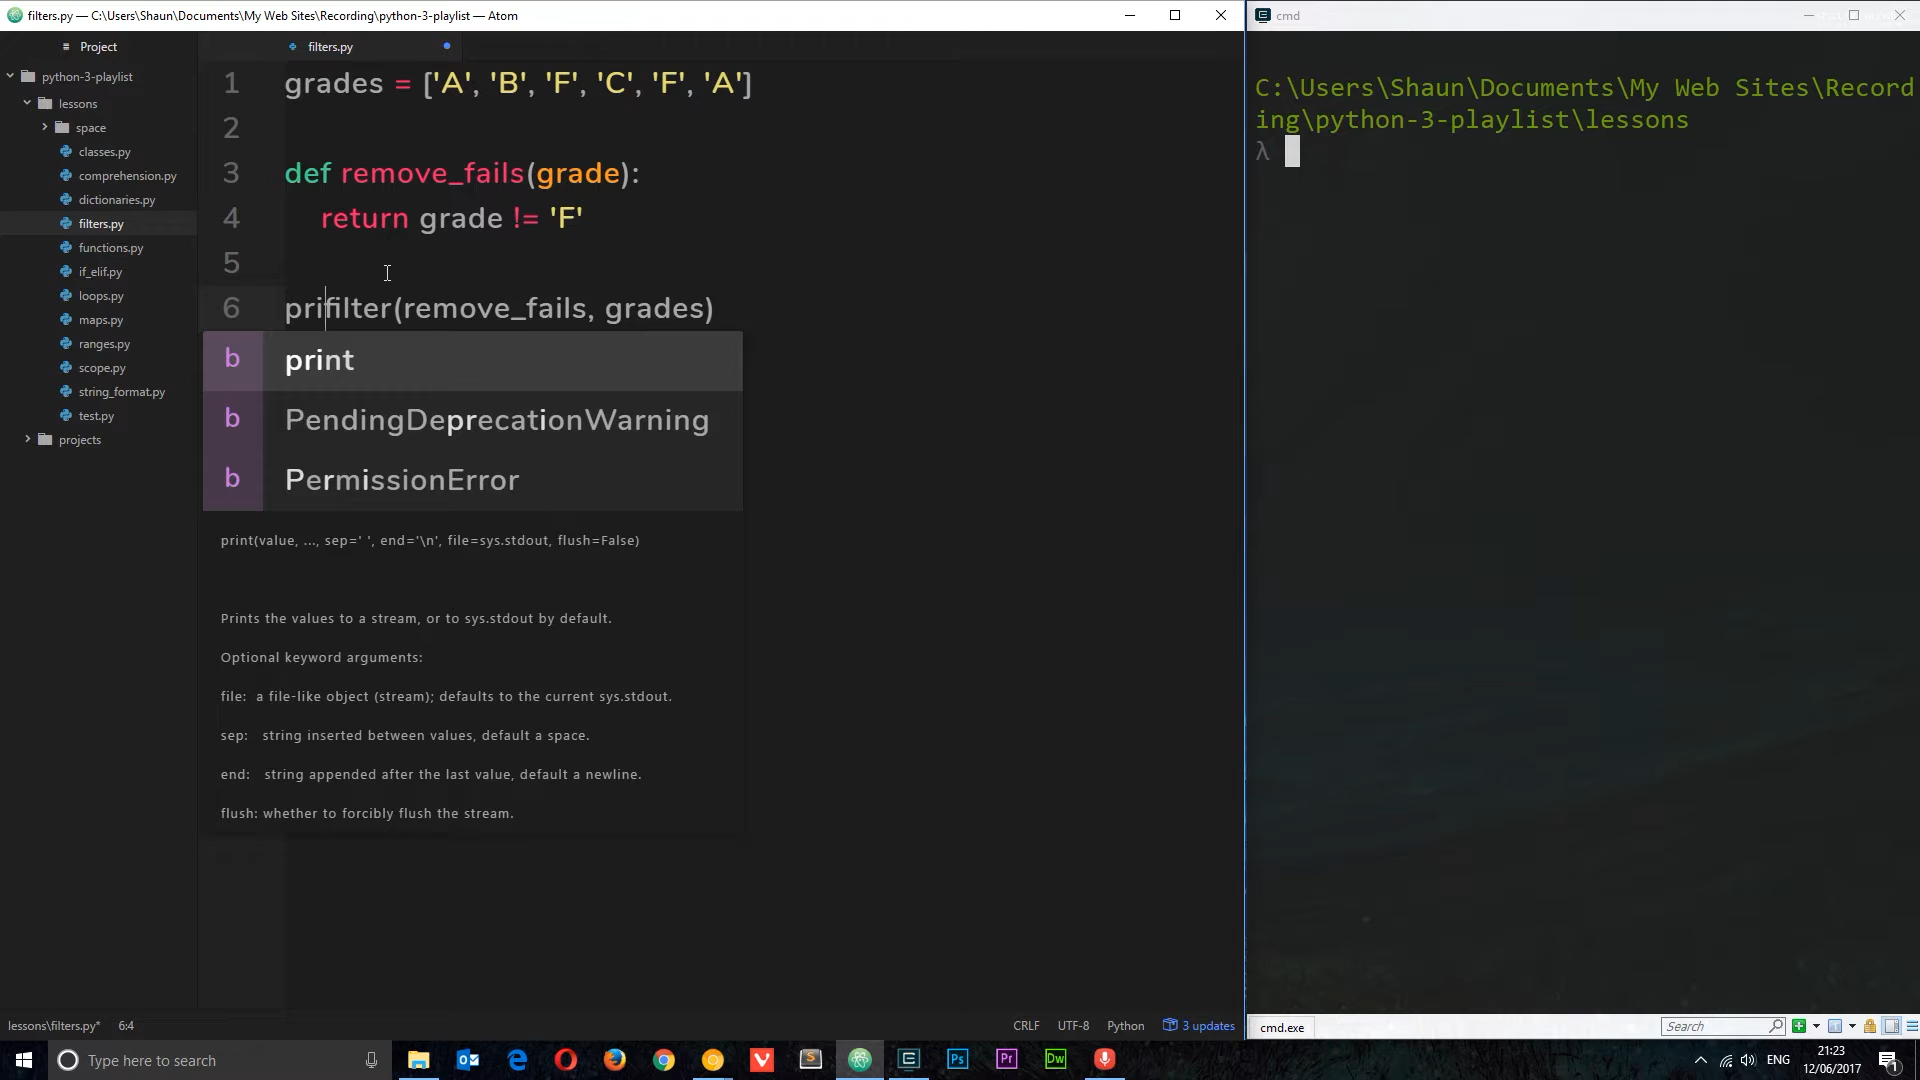 filters.py — C:\Users\Shaun\Documents\My Web Sites\Recording\python-3-playlist — Atom
Project
python-3-playlist
lessons
space
classes.py
comprehension.py
dictionaries.py
filters.py
functions.py
if_elif.py
loops.py
maps.py
ranges.py
scope.py
string_format.py
test.py
projects
filters.py
1 grades = ['A', 'B', 'F', 'C', 'F', 'A']
2
3 def remove_fails(grade):
4 return grade != 'F'
5
6 prifilter(remove_fails, grades)
b print
b PendingDeprecationWarning
b PermissionError
print(value, ..., sep=' ', end='\n', file=sys.stdout, flush=False)
Prints the values to a stream, or to sys.stdout by default.
Optional keyword arguments:
file: a file-like object (stream); defaults to the current sys.stdout.
sep: string inserted between values, default a space.
end: string appended after the last value, default a newline.
flush: whether to forcibly flush the stream.
lessons\filters.py* 6:4 CRLF UTF-8 Python 3 updates
cmd
C:\Users\Shaun\Documents\My Web Sites\Record
ing\python-3-playlist\lessons
λ
cmd.exe Search
Type here to search
Ps Pr Dw
ENG
21:23
12/06/2017
1